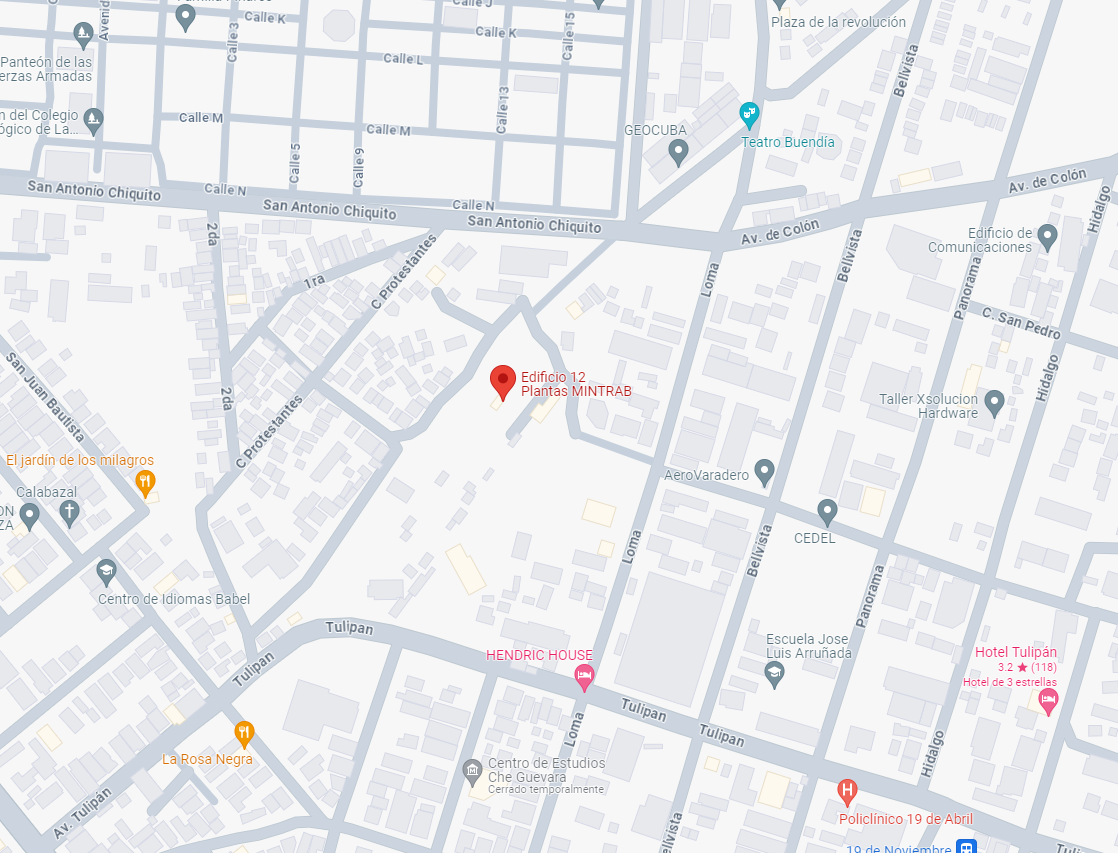 Calle J
Calle K
Calle K
Plaza de la revolución
Avenid
Calle 3
Calle 15
Panteón de las
erzas Armadas
Calle L
Bellvista
Calle 13
n del Colegio
ógico de La...
Calle M
Calle M
GEOCUBA
Teatro Buendía
Calle 5
Calle 9
San Antonio Chiquito
Calle N
San Antonio Chiquito
Calle N
San Antonio Chiquito
Av. de Colón
Av. de Colón
Hidalgo
2da
Edificio de
Comunicaciones
Bellvista
1ra
C Protestantes
Loma
Panorama
C. San Pedro
San Juan Bautista
2da
Edificio 12
Plantas MINTRAB
Hidalgo
Taller Xsolucion
Hardware
C Protestantes
El jardín de los milagros
AeroVaradero
Calabazal
ON
ZA
CEDEL
Loma
Bellvista
Centro de Idiomas Babel
Panorama
Tulipan
HENDRIC HOUSE
Escuela Jose
Luis Arruñada
Hotel Tulipán
3.2 ★ (118)
Hotel de 3 estrellas
Tulipan
Tulipan
Loma
Tulipan
Hidalgo
La Rosa Negra
Centro de Estudios
Che Guevara
Cerrado temporalmente
Av. Tulipán
Policlínico 19 de Abril
ellvista
19 de Noviembre
Tuli